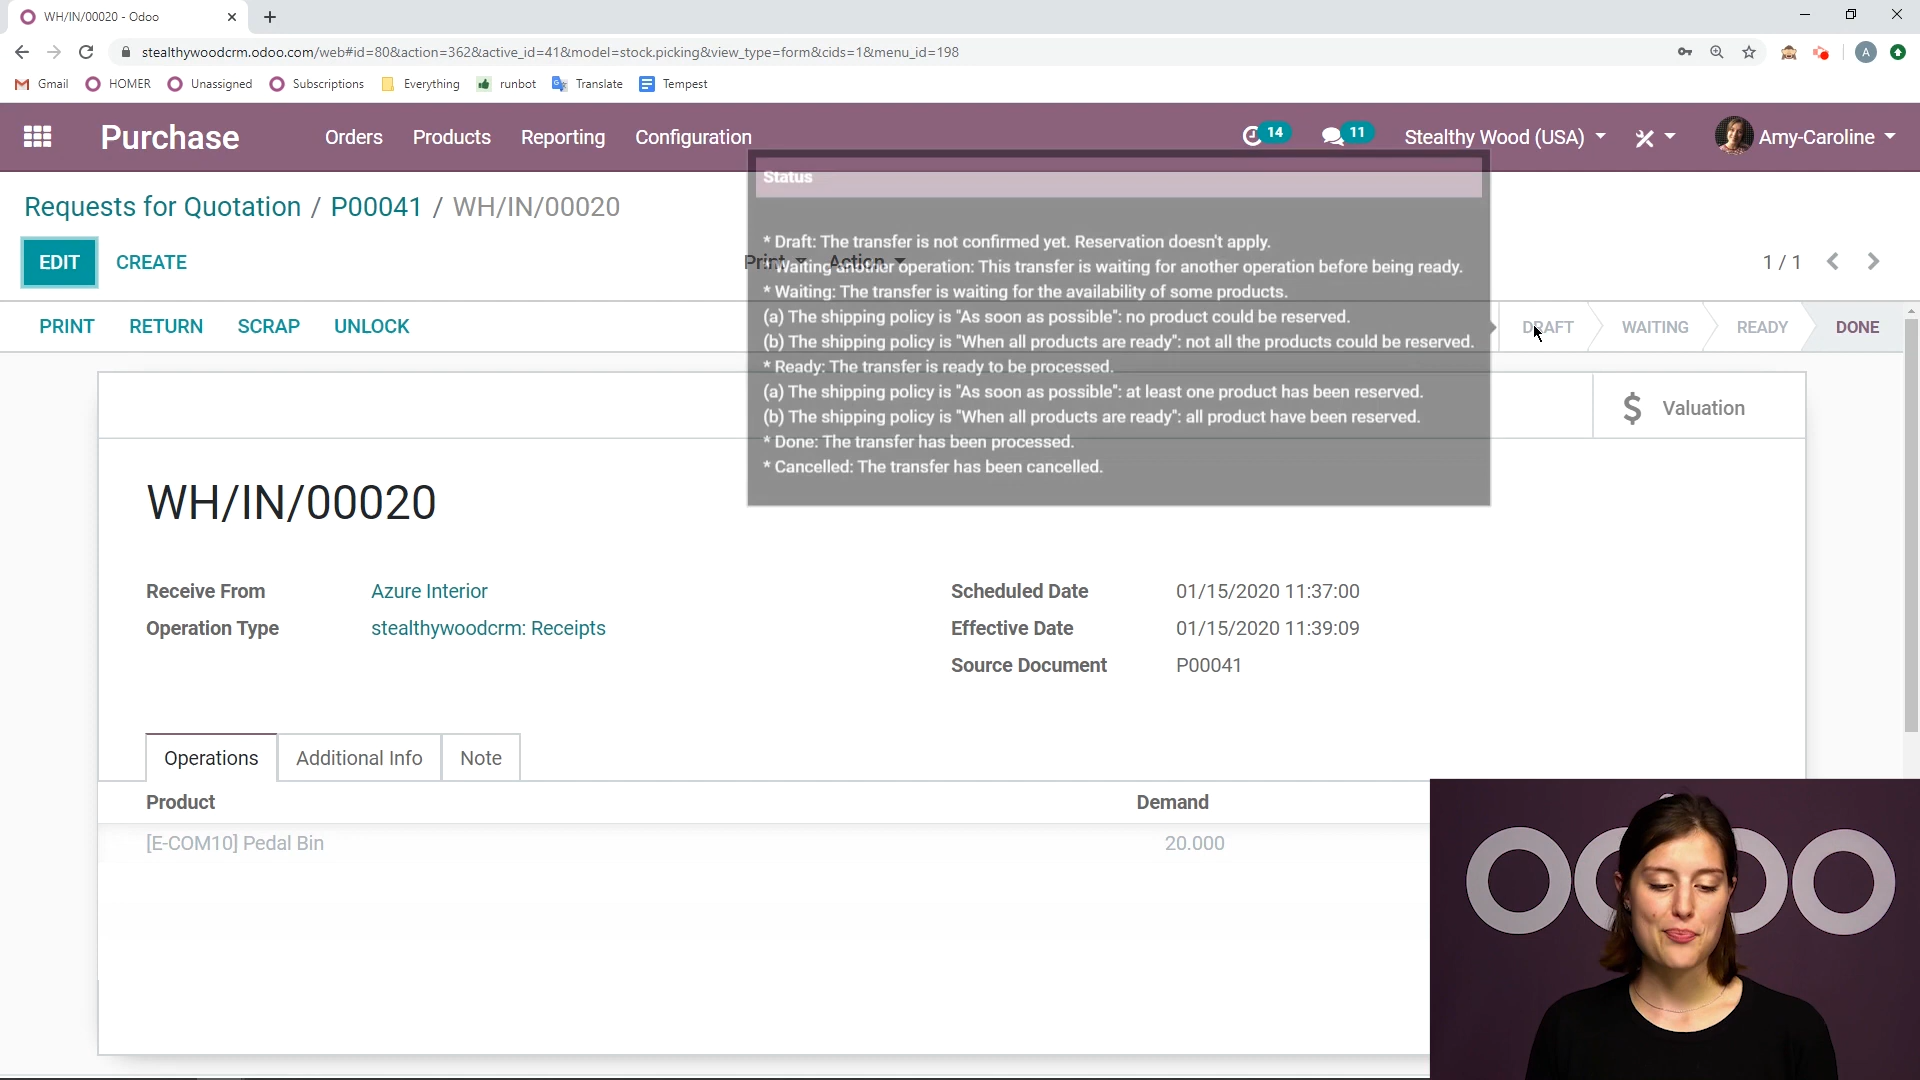 WH/IN/00020 - Odoo
stealthywoodcrm.odoo.com/web#id=80&action=362&active_id=41&model=stock.picking&view_type=form&cids=1&menu_id=198
A
Gmail HOMER Unassigned Subscriptions Everything runbot Translate Tempest
Purchase Orders Products Reporting Configuration 14 11 Stealthy Wood (USA) Amy-Caroline
Status
Requests for Quotation / P00041 / WH/IN/00020
* Draft: The transfer is not confirmed yet. Reservation doesn't apply.
EDIT CREATE Print Action 1 / 1
* Waiting another operation: This transfer is waiting for another operation before being ready.
* Waiting: The transfer is waiting for the availability of some products.
(a) The shipping policy is "As soon as possible": no product could be reserved.
PRINT RETURN SCRAP UNLOCK DRAFT WAITING READY DONE
(b) The shipping policy is "When all products are ready": not all the products could be reserved.
* Ready: The transfer is ready to be processed.
(a) The shipping policy is "As soon as possible": at least one product has been reserved.
$ Valuation
(b) The shipping policy is "When all products are ready": all product have been reserved.
* Done: The transfer has been processed.
* Cancelled: The transfer has been cancelled.
WH/IN/00020
Receive From Azure Interior Scheduled Date 01/15/2020 11:37:00
Operation Type stealthywoodcrm: Receipts Effective Date 01/15/2020 11:39:09
Source Document P00041
Operations Additional Info Note
Product Demand
[E-COM10] Pedal Bin 20.000
odoo